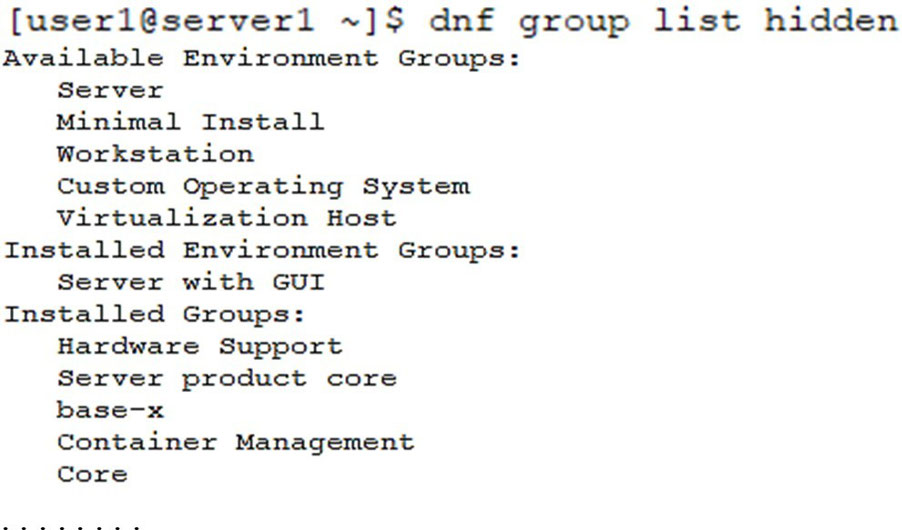 [user1@server1 ~]$ dnf group list hidden
Available Environment Groups:
Server
Minimal Install
Workstation
Custom Operating System
Virtualization Host
Installed Environment Groups:
Server with GUI
Installed Groups:
Hardware Support
Server product core
base-x
Container Management
Core
. . . . . . . .